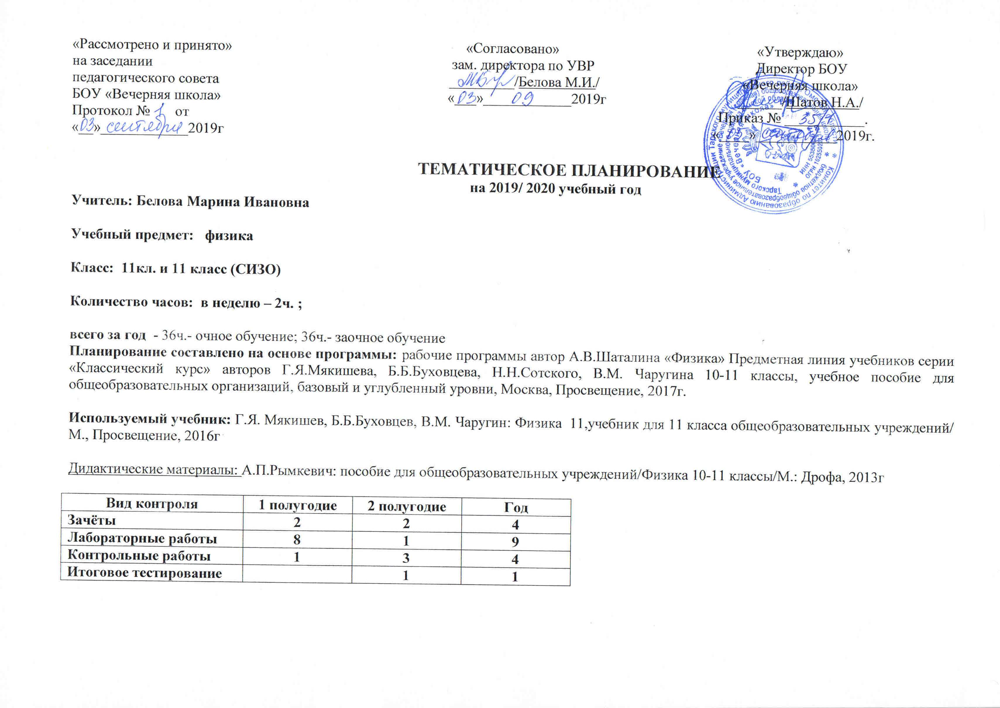 «Рассмотрено и принято»
на заседании
педагогического совета
БОУ «Вечерняя школа»
Протокол № 1 от
«03» сентября 2019г
«Согласовано»
зам. директора по УВР
/Белова М.И./
«03» 09 2019г
«Утверждаю»
Директор БОУ
«Вечерняя школа»
/Шатов Н.А./
Приказ №
«03» сентября 2019г.
ТЕМАТИЧЕСКОЕ ПЛАНИРОВАНИЕ
на 2019/ 2020 учебный год
Учитель: Белова Марина Ивановна
Учебный предмет: физика
Класс: 11кл. и 11 класс (СИЗО)
Количество часов: в неделю – 2ч. ;
всего за год - 36ч.- очное обучение; 36ч.- заочное обучение
Планирование составлено на основе программы: рабочие программы автор А.В.Шаталина «Физика» Предметная линия учебников серии
«Классический курс» авторов Г.Я.Мякишева, Б.Б.Буховцева, Н.Н.Сотского, В.М. Чаругина 10-11 классы, учебное пособие для
общеобразовательных организаций, базовый и углубленный уровни, Москва, Просвещение, 2017г.
Используемый учебник: Г.Я. Мякишев, Б.Б.Буховцев, В.М. Чаругин: Физика 11,учебник для 11 класса общеобразовательных учреждений/
М., Просвещение, 2016г
Дидактические материалы: А.П.Рымкевич: пособие для общеобразовательных учреждений/Физика 10-11 классы/М.: Дрофа, 2013г
Вид контроля 1 полугодие 2 полугодие Год
Зачёты 2 2 4
Лабораторные работы 8 1 9
Контрольные работы 1 3 4
Итоговое тестирование 1 1